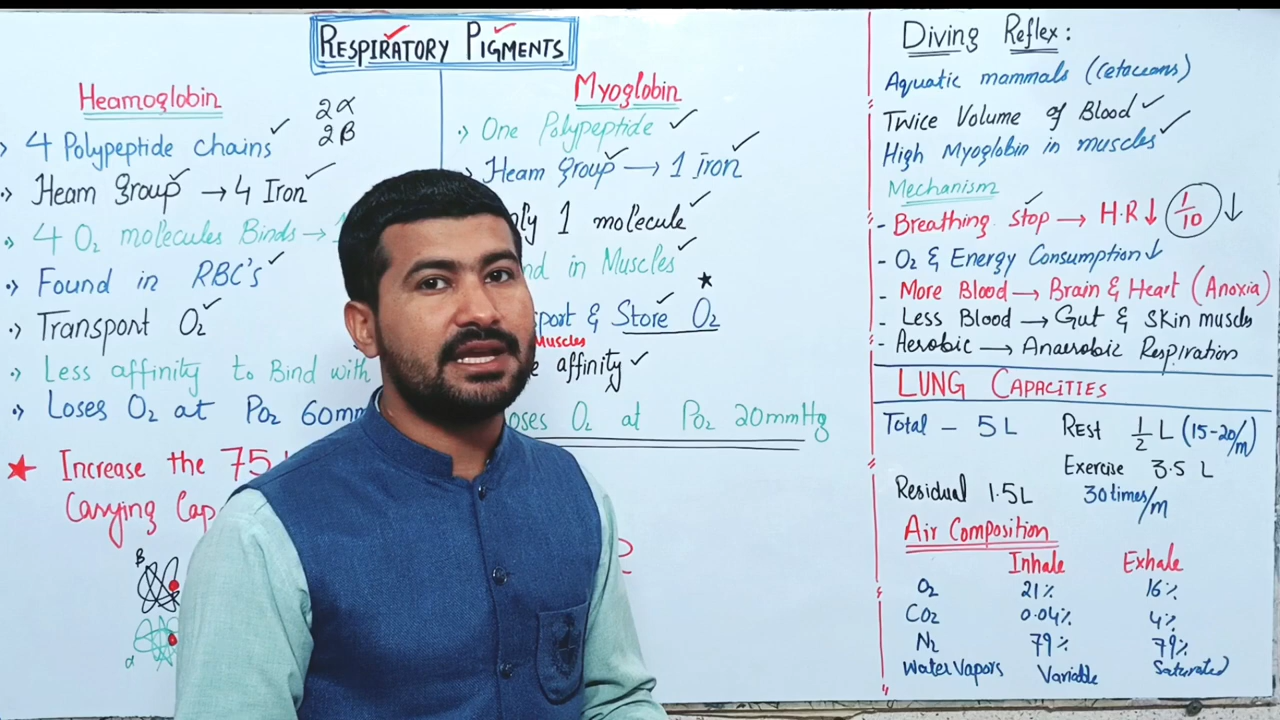 RESPIRATORY PIGMENTS
Heamoglobin
2α
2β
4 Polypeptide chains
Heam group → 4 Iron
4 O2 molecules Binds → 1
Found in RBC's
Transport O2
Less affinity to Bind with
Loses O2 at Po2 60mm
Increase the 75
Carrying Cap
β
α
Myoglobin
One Polypeptide
Heam group → 1 iron
1 molecule
in Muscles
& Store O2
Muscles
affinity
O2 at Po2 20mmHg
Diving Reflex:
Aquatic mammals (Cetaceans)
Twice Volume of Blood
High Myoglobin in muscles
Mechanism
- Breathing stop → H.R ↓ 1/10 ↓
- O2 & Energy Consumption ↓
- More Blood → Brain & Heart (Anoxia)
- Less Blood → Gut & Skin muscles
- Aerobic → Anaerobic Respiration
LUNG CAPACITIES
Total - 5L Rest 1/2 L (15-20/m)
Exercise 3.5 L
Residual 1.5L 30times/m
Air Composition
Inhale Exhale
O2 21% 16%
CO2 0.04% 4%
N2 79% 79%
Water Vapors Variable Saturated